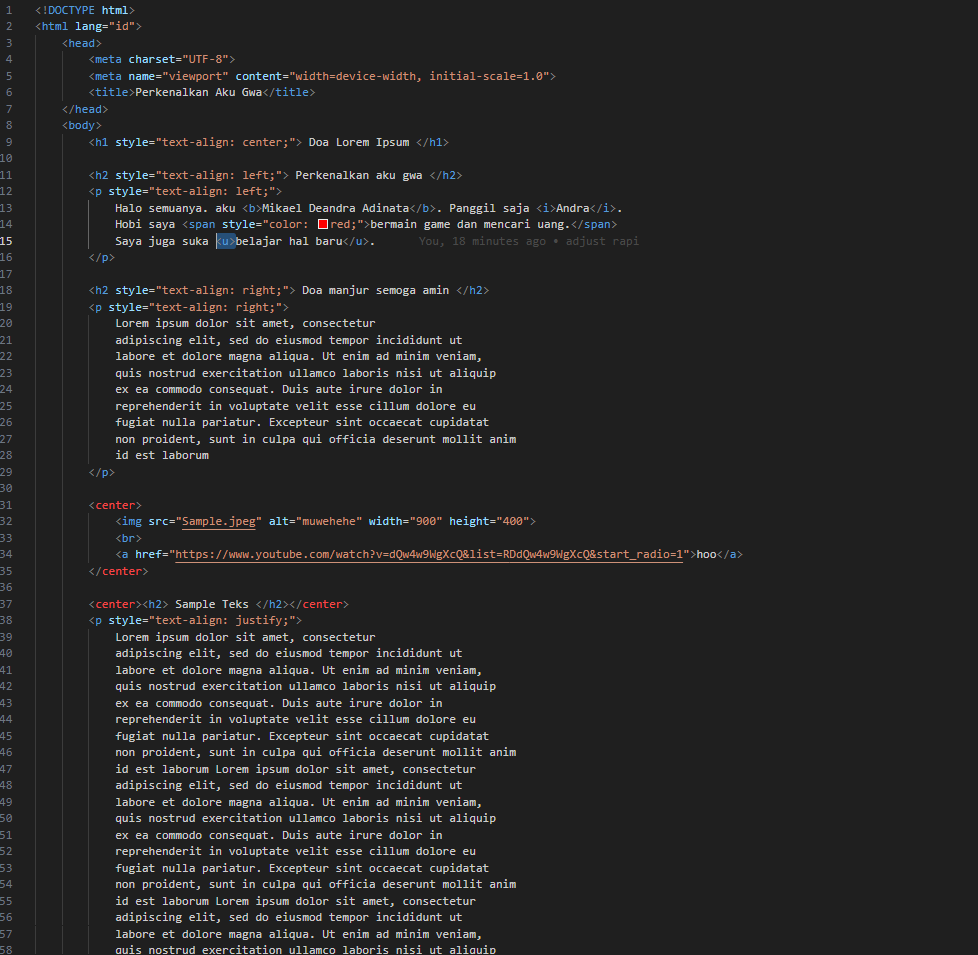 1 <!DOCTYPE html>
2 <html lang="id">
3 <head>
4 <meta charset="UTF-8">
5 <meta name="viewport" content="width=device-width, initial-scale=1.0">
6 <title>Perkenalkan Aku Gwa</title>
7 </head>
8 <body>
9 <h1 style="text-align: center;"> Doa Lorem Ipsum </h1>
10
11 <h2 style="text-align: left;"> Perkenalkan aku gwa </h2>
12 <p style="text-align: left;">
13 Halo semuanya. aku <b>Mikael Deandra Adinata</b>. Panggil saja <i>Andra</i>.
14 Hobi saya <span style="color: red;">bermain game dan mencari uang.</span>
15 Saya juga suka <u>belajar hal baru</u>. You, 18 minutes ago • adjust rapi
16 </p>
17
18 <h2 style="text-align: right;"> Doa manjur semoga amin </h2>
19 <p style="text-align: right;">
20 Lorem ipsum dolor sit amet, consectetur
21 adipiscing elit, sed do eiusmod tempor incididunt ut
22 labore et dolore magna aliqua. Ut enim ad minim veniam,
23 quis nostrud exercitation ullamco laboris nisi ut aliquip
24 ex ea commodo consequat. Duis aute irure dolor in
25 reprehenderit in voluptate velit esse cillum dolore eu
26 fugiat nulla pariatur. Excepteur sint occaecat cupidatat
27 non proident, sunt in culpa qui officia deserunt mollit anim
28 id est laborum
29 </p>
30
31 <center>
32 <img src="Sample.jpeg" alt="muwehehe" width="900" height="400">
33 <br>
34 <a href="https://www.youtube.com/watch?v=dQw4w9WgXcQ&list=RDdQw4w9WgXcQ&start_radio=1">hoo</a>
35 </center>
36
37 <center><h2> Sample Teks </h2></center>
38 <p style="text-align: justify;">
39 Lorem ipsum dolor sit amet, consectetur
40 adipiscing elit, sed do eiusmod tempor incididunt ut
41 labore et dolore magna aliqua. Ut enim ad minim veniam,
42 quis nostrud exercitation ullamco laboris nisi ut aliquip
43 ex ea commodo consequat. Duis aute irure dolor in
44 reprehenderit in voluptate velit esse cillum dolore eu
45 fugiat nulla pariatur. Excepteur sint occaecat cupidatat
46 non proident, sunt in culpa qui officia deserunt mollit anim
47 id est laborum Lorem ipsum dolor sit amet, consectetur
48 adipiscing elit, sed do eiusmod tempor incididunt ut
49 labore et dolore magna aliqua. Ut enim ad minim veniam,
50 quis nostrud exercitation ullamco laboris nisi ut aliquip
51 ex ea commodo consequat. Duis aute irure dolor in
52 reprehenderit in voluptate velit esse cillum dolore eu
53 fugiat nulla pariatur. Excepteur sint occaecat cupidatat
54 non proident, sunt in culpa qui officia deserunt mollit anim
55 id est laborum Lorem ipsum dolor sit amet, consectetur
56 adipiscing elit, sed do eiusmod tempor incididunt ut
57 labore et dolore magna aliqua. Ut enim ad minim veniam,
58 quis nostrud exercitation ullamco laboris nisi ut aliquip